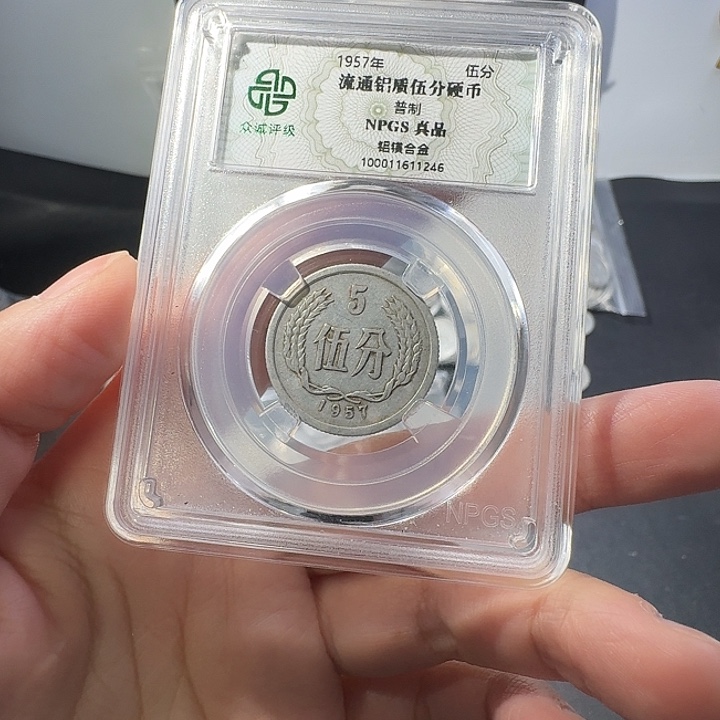 1957年 伍分
流通铝质伍分硬币
普制
NPGS 真品
铝镁合金
100011611246
众诚评级
5
伍分
1957
NPGS